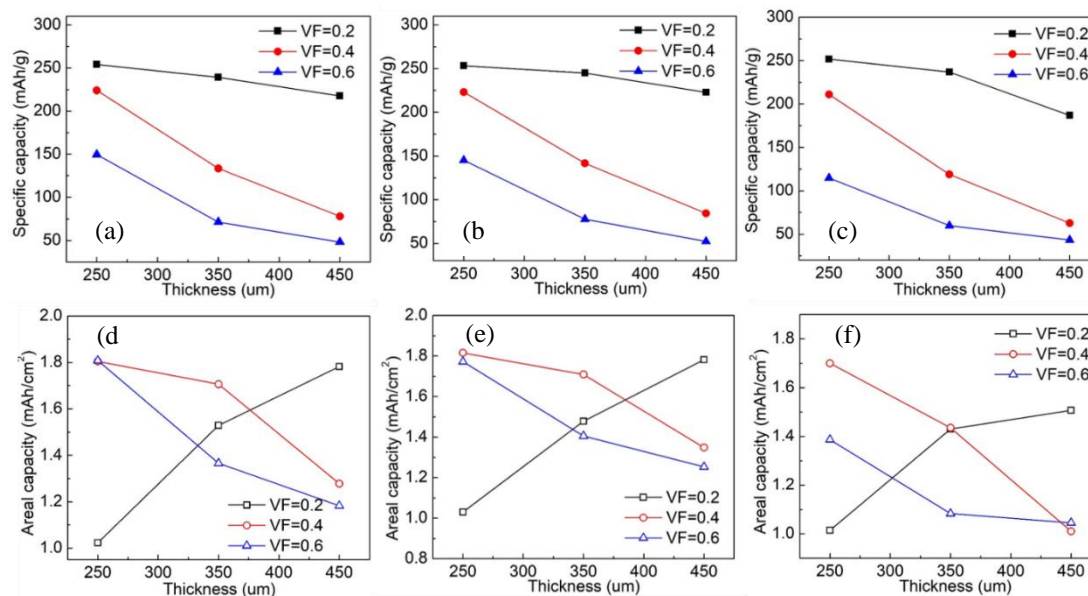 300
250
200
150
100
50
Specific capacity (mAh/g)
VF=0.2
VF=0.4
VF=0.6
(a)
250 300 350 400 450
Thickness (um)
300
250
200
150
100
50
Specific capacity (mAh/g)
VF=0.2
VF=0.4
VF=0.6
(b)
250 300 350 400 450
Thickness (um)
300
250
200
150
100
50
Specific capacity (mAh/g)
VF=0.2
VF=0.4
VF=0.6
(c)
250 300 350 400 450
Thickness (um)
2.0
1.8
1.6
1.4
1.2
1.0
Areal capacity (mAh/cm²)
(d)
VF=0.2
VF=0.4
VF=0.6
250 300 350 400 450
Thickness (um)
2.0
1.8
1.6
1.4
1.2
1.0
0.8
Areal capacity (mAh/cm²)
(e)
VF=0.2
VF=0.4
VF=0.6
250 300 350 400 450
Thickness (um)
1.8
1.6
1.4
1.2
1.0
Areal capacity (mAh/cm²)
(f)
VF=0.2
VF=0.4
VF=0.6
250 300 350 400 450
Thickness (um)